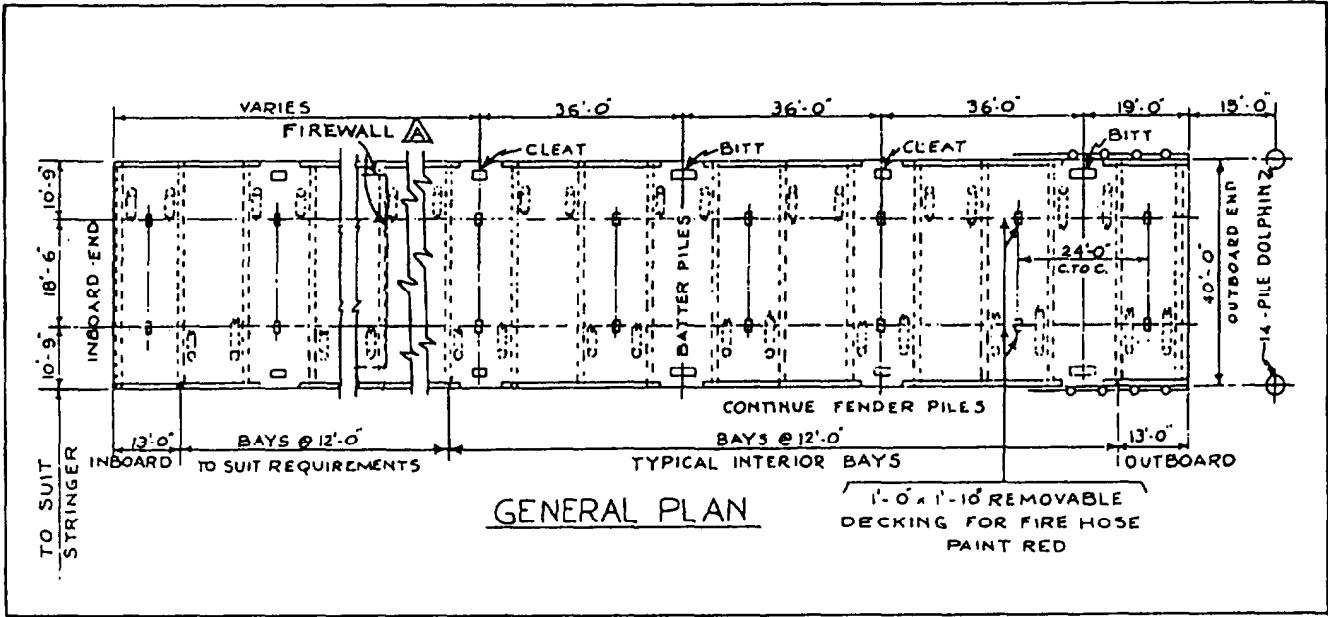 VARIES
36'-0"
36'-0"
36'-0"
19'-0"
15'-0"
FIREWALL A
CLEAT
BITT
CLEAT
BITT
10'-9"
18'-6"
10'-9"
INBOARD END
BATTER PILES
24'-0"
C. TO C.
40'-0"
OUTBOARD END
14-PILE DOLPHIN
CONTINUE FENDER PILES
13'-0"
BAYS @ 12'-0"
BAYS @ 12'-0"
13'-0"
INBOARD
TO SUIT REQUIREMENTS
TYPICAL INTERIOR BAYS
OUTBOARD
TO SUIT
STRINGER
GENERAL PLAN
1'-0" x 1'-10" REMOVABLE
DECKING FOR FIRE HOSE
PAINT RED